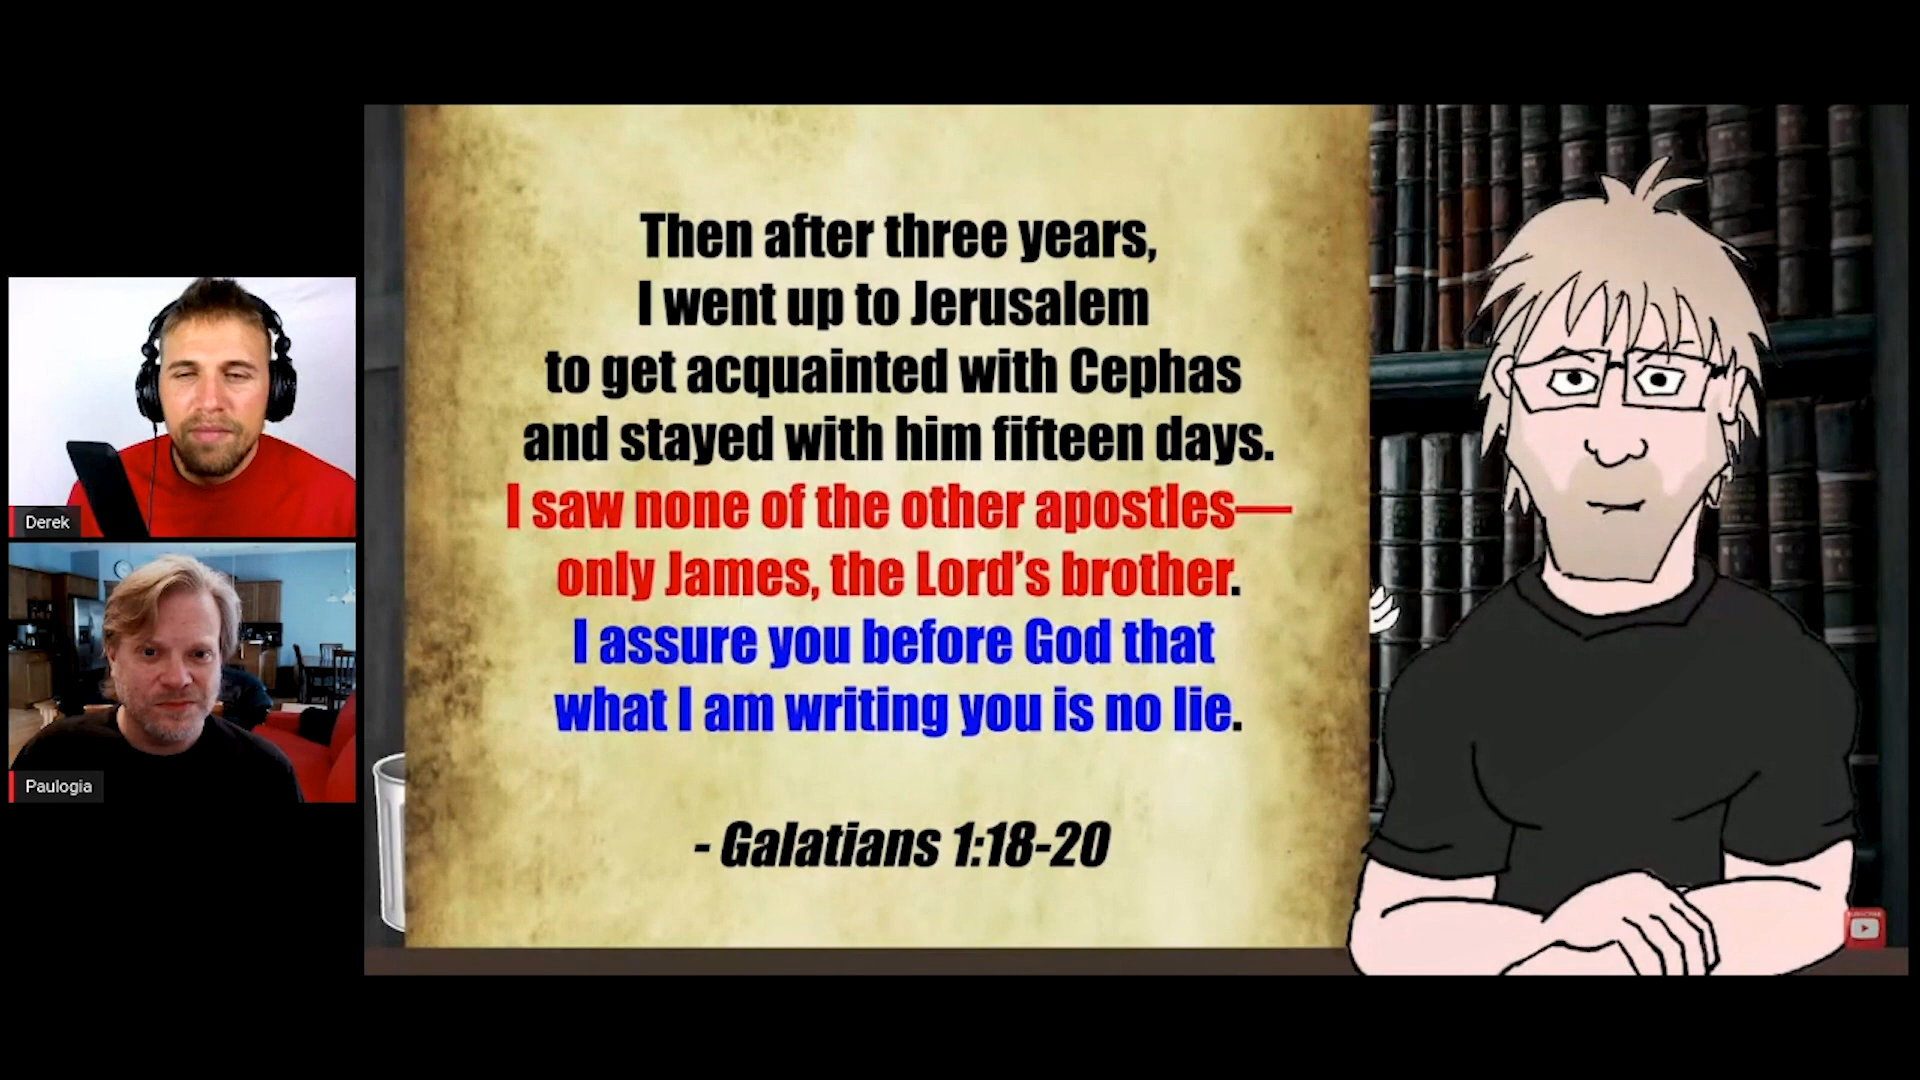 Then after three years,
I went up to Jerusalem
to get acquainted with Cephas
and stayed with him fifteen days.
I saw none of the other apostles—
only James, the Lord's brother.
I assure you before God that
what I am writing you is no lie.
- Galatians 1:18-20
Derek
Paulogia
SUBSCRIBE